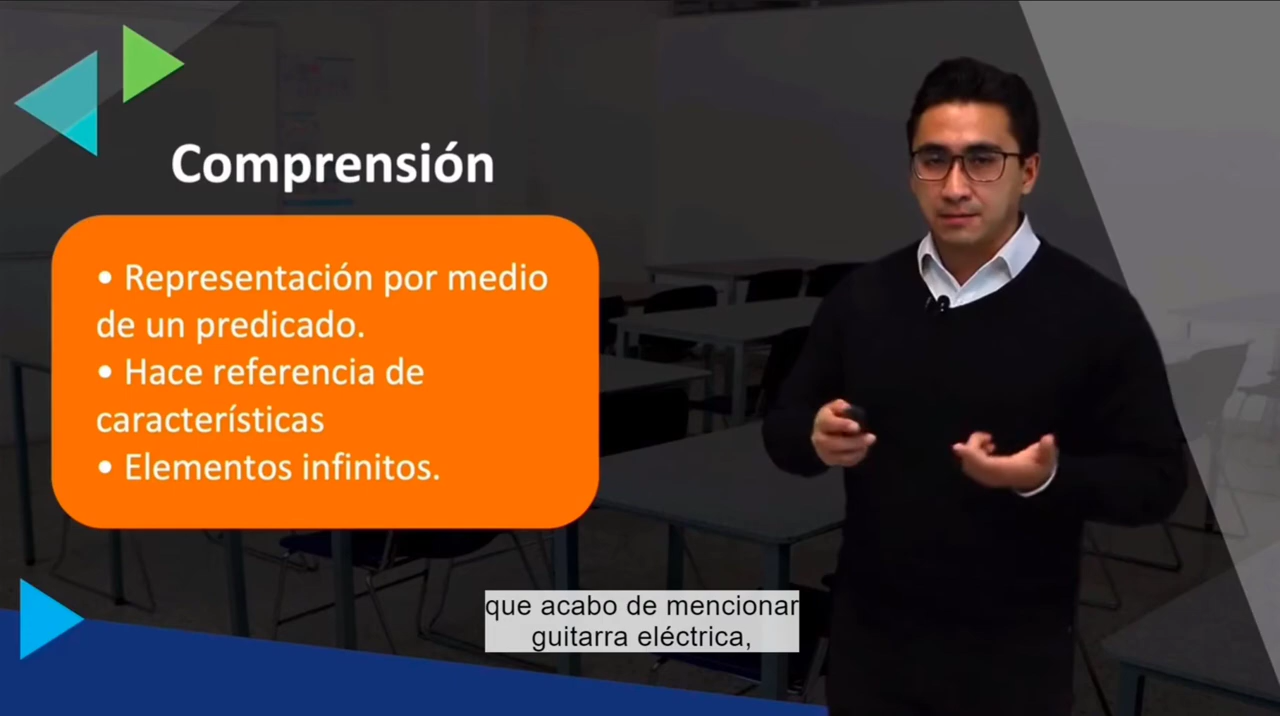 Comprensión
• Representación por medio
de un predicado.
• Hace referencia de
características
• Elementos infinitos.
que acabo de mencionar
guitarra eléctrica,